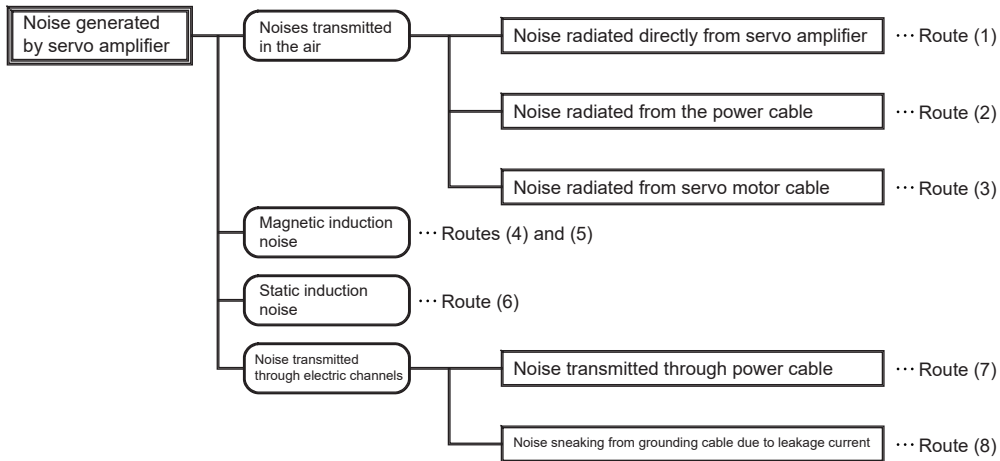 Noise generated
by servo amplifier
Noises transmitted
in the air
Noise radiated directly from servo amplifier
··· Route (1)
Noise radiated from the power cable
··· Route (2)
Noise radiated from servo motor cable
··· Route (3)
Magnetic induction
noise
··· Routes (4) and (5)
Static induction
noise
··· Route (6)
Noise transmitted
through electric channels
Noise transmitted through power cable
··· Route (7)
Noise sneaking from grounding cable due to leakage current
··· Route (8)